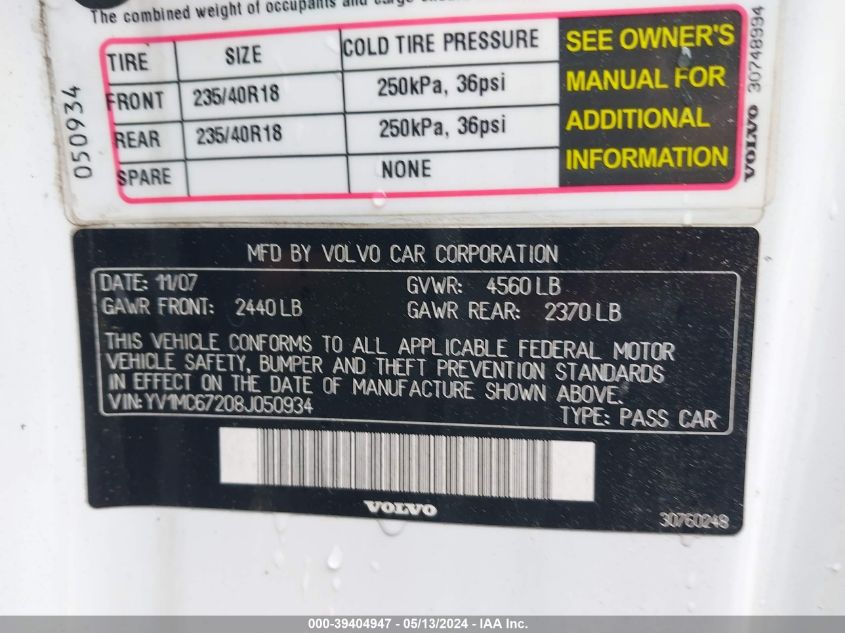 The combined weight of occupants and cargo
TIRE SIZE COLD TIRE PRESSURE
FRONT 235/40R18 250kPa, 36psi
REAR 235/40R18 250kPa, 36psi
SPARE NONE
SEE OWNER'S
MANUAL FOR
ADDITIONAL
INFORMATION
050934
VOLVO 30748994
MFD BY VOLVO CAR CORPORATION
DATE: 11/07 GVWR: 4560 LB
GAWR FRONT: 2440 LB GAWR REAR: 2370 LB
THIS VEHICLE CONFORMS TO ALL APPLICABLE FEDERAL MOTOR
VEHICLE SAFETY, BUMPER AND THEFT PREVENTION STANDARDS
IN EFFECT ON THE DATE OF MANUFACTURE SHOWN ABOVE.
VIN: YV1MC67208J050934 TYPE: PASS CAR
VOLVO
30760248
000-39404947 - 05/13/2024 - IAA Inc.